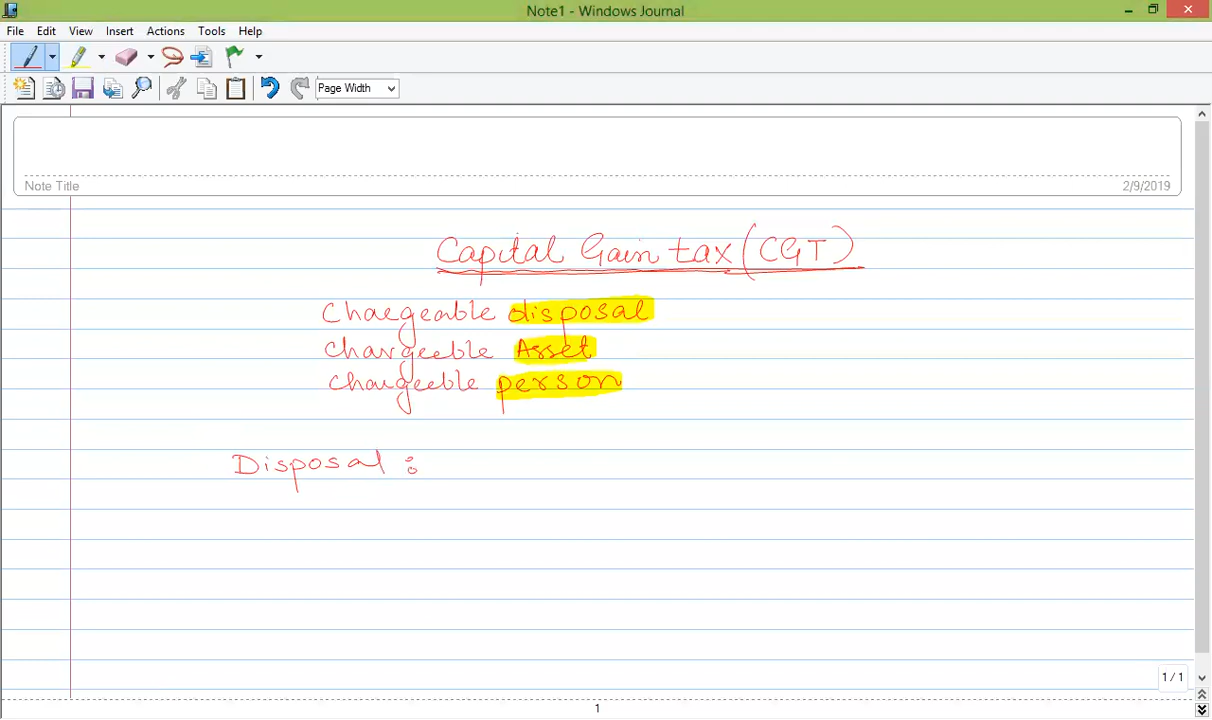 Note1 - Windows Journal
File Edit View Insert Actions Tools Help
Page Width
Note Title
2/9/2019
Capital Gain tax (CGT)
Chargeable disposal
Chargeeble Asset
Chargeeble person
Disposal :
1 / 1
1